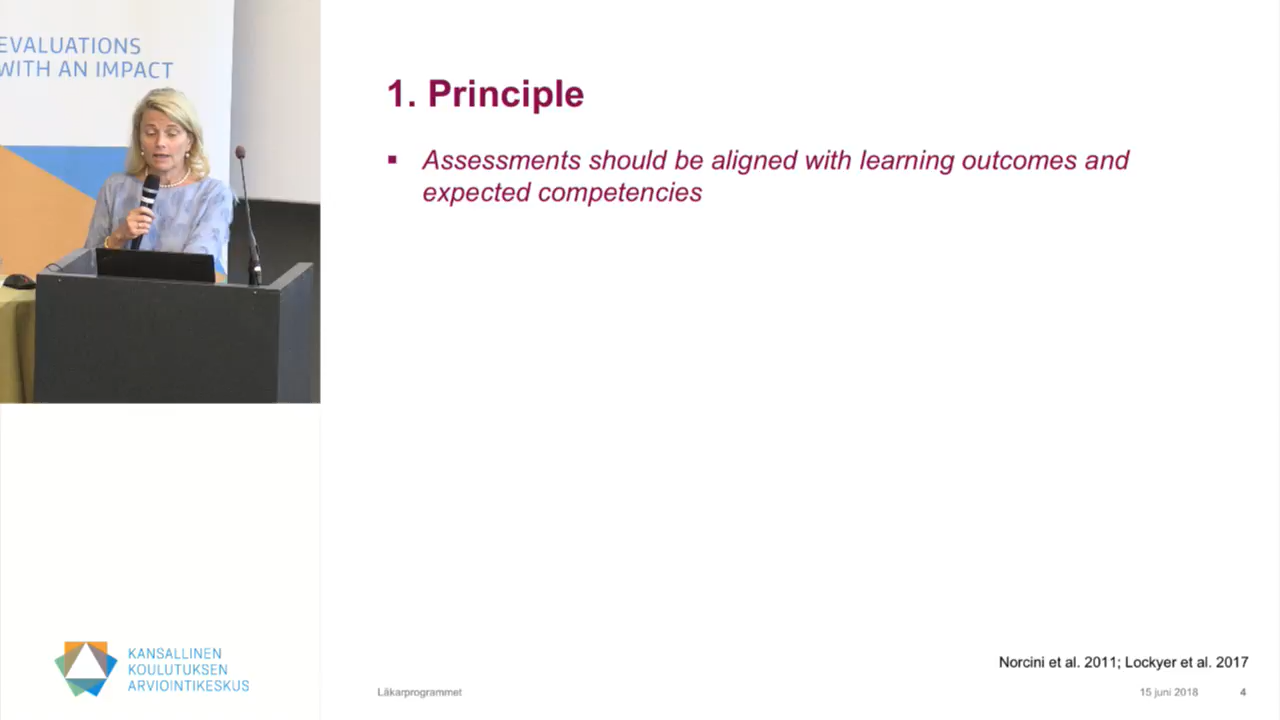 EVALUATIONS
WITH AN IMPACT
1. Principle
Assessments should be aligned with learning outcomes and
expected competencies
KANSALLINEN
KOULUTUKSEN
ARVIOINTIKESKUS
Norcini et al. 2011; Lockyer et al. 2017
Läkarprogrammet
15 juni 2018
4